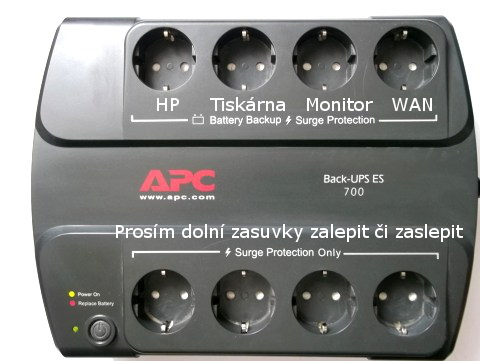 HP Tiskárna Monitor WAN
Battery Backup Surge Protection
APC
www.apc.com
Back-UPS ES
700
Prosím dolní zasuvky zalepit či zaslepit
Surge Protection Only
Power On
Replace Battery